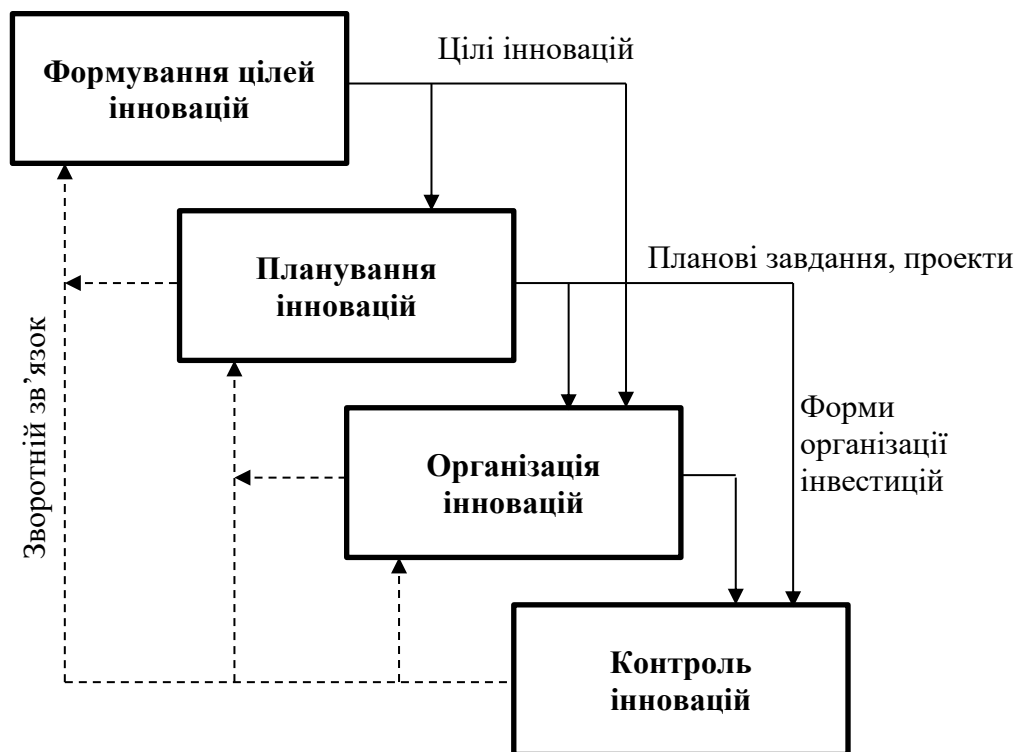 Формування цілей
інновацій
Цілі інновацій
Планування
інновацій
Планові завдання, проекти
Зворотній зв’язок
Форми
організації
інвестицій
Організація
інновацій
Контроль
інновацій